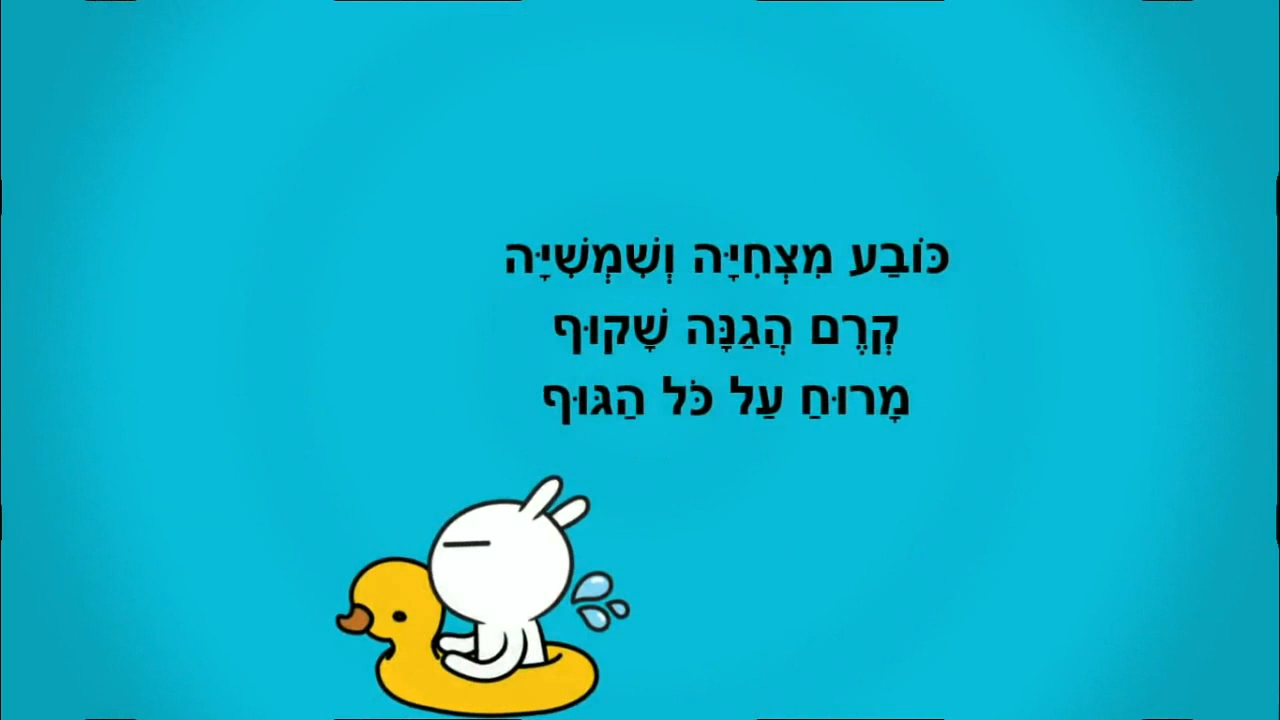 כּוֹבַע מִצְחִיָּה וְשִׁמְשִׁיָּה
קְרֶם הֲגַנָּה שָׁקוּף
מָרוּחַ עַל כֹּל הַגּוּף